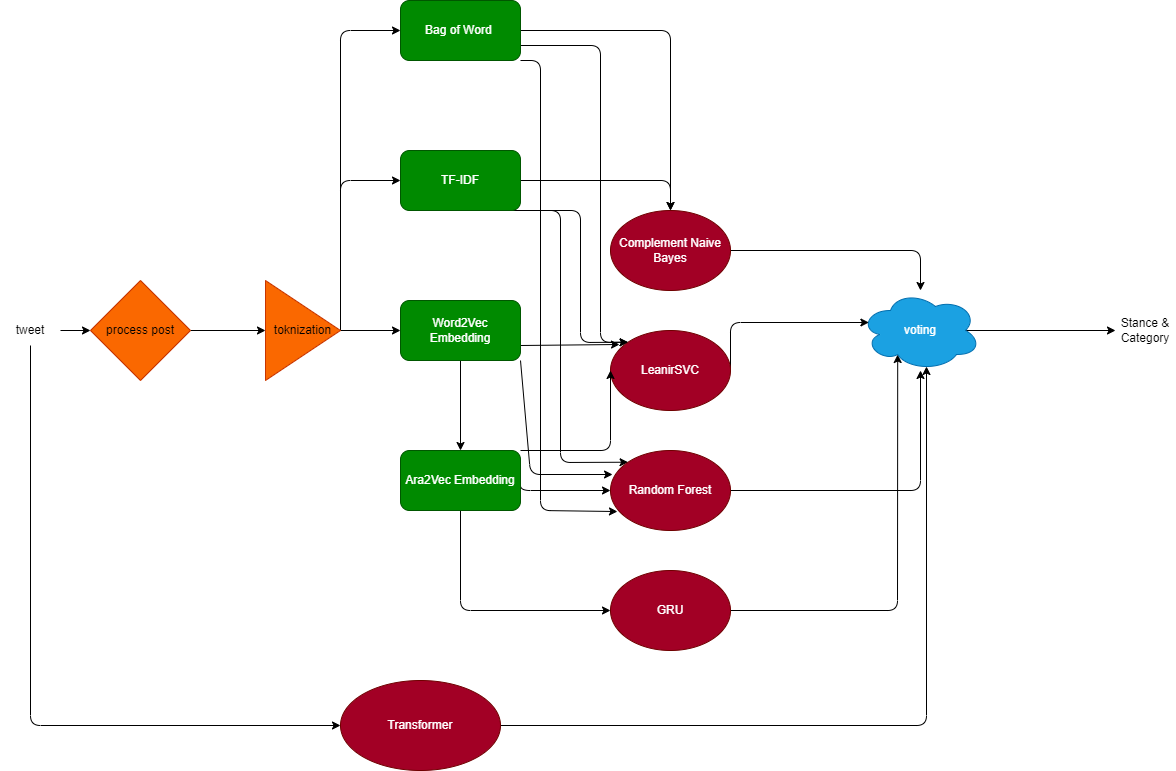 Bag of Word
TF-IDF
Complement Naive
Bayes
tweet
process post
toknization
Word2Vec
Embedding
voting
Stance &
Category
LeanirSVC
Ara2Vec Embedding
Random Forest
GRU
Transformer